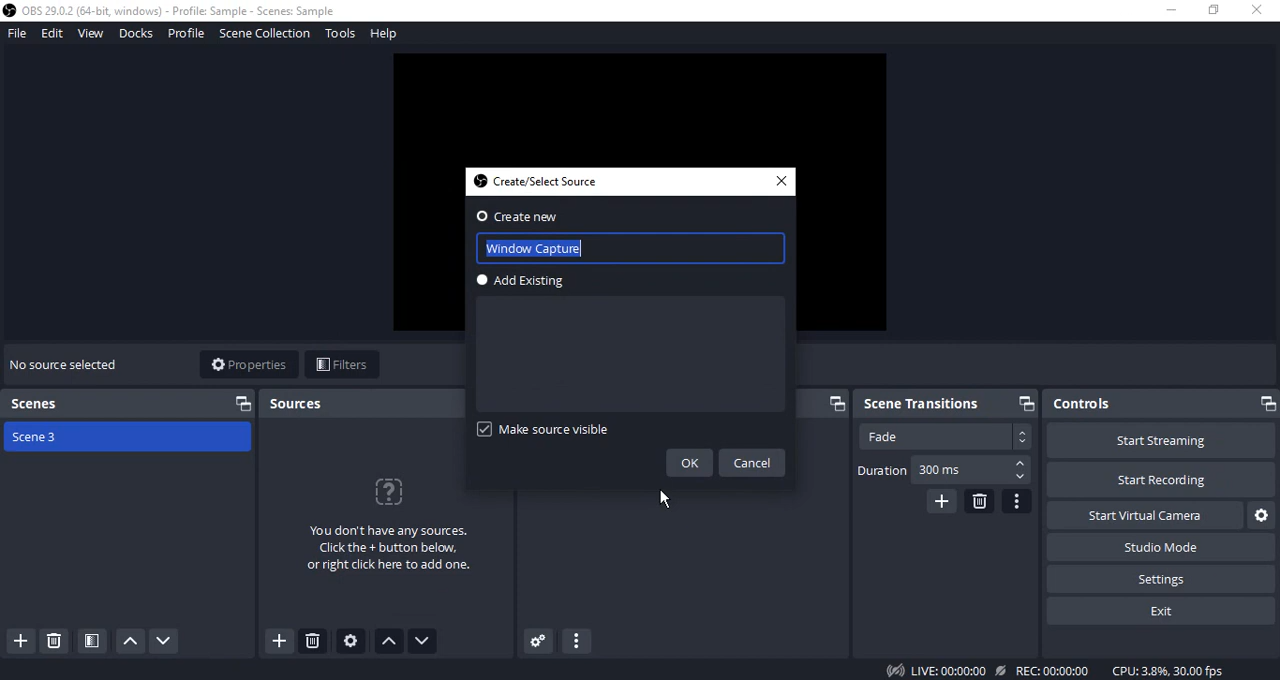 OBS 29.0.2 (64-bit, windows) - Profile: Sample - Scenes: Sample
File Edit View Docks Profile Scene Collection Tools Help
Create/Select Source
Create new
Window Capture
Add Existing
Make source visible
OK Cancel
No source selected Properties Filters
Scenes
Scene 3
Sources
You don't have any sources.
Click the + button below,
or right click here to add one.
Scene Transitions
Fade
Duration 300 ms
Controls
Start Streaming
Start Recording
Start Virtual Camera
Studio Mode
Settings
Exit
LIVE: 00:00:00 REC: 00:00:00 CPU: 3.8%, 30.00 fps